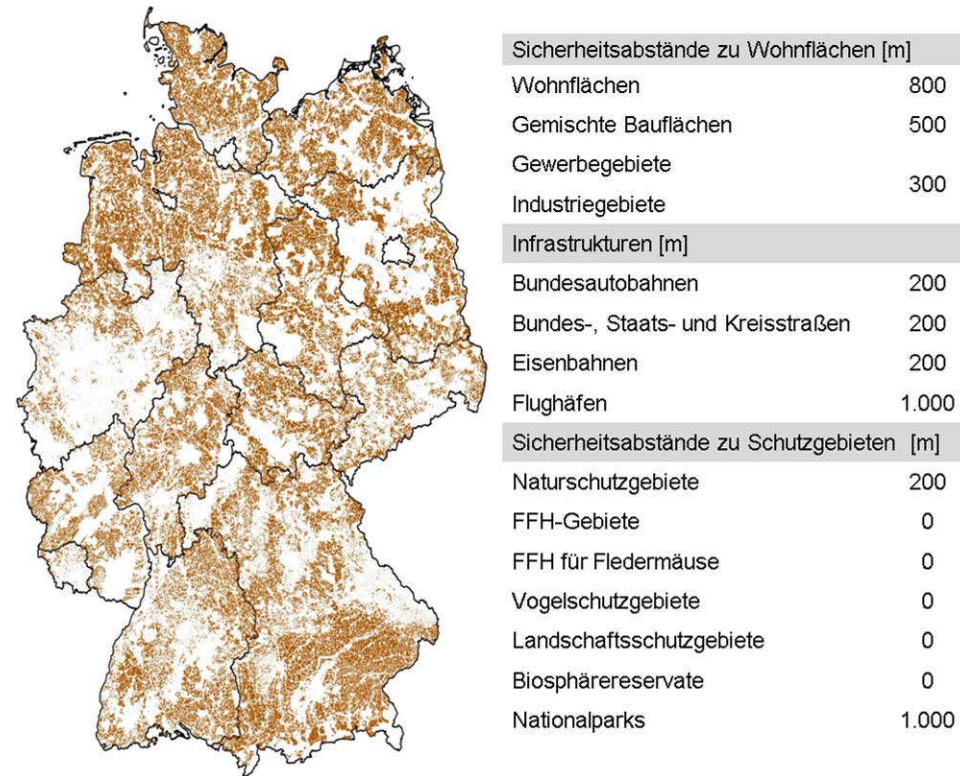 Sicherheitsabstände zu Wohnflächen [m]
Wohnflächen 800
Gemischte Bauflächen 500
Gewerbegebiete
300
Industriegebiete
Infrastrukturen [m]
Bundesautobahnen 200
Bundes-, Staats- und Kreisstraßen 200
Eisenbahnen 200
Flughäfen 1.000
Sicherheitsabstände zu Schutzgebieten [m]
Naturschutzgebiete 200
FFH-Gebiete 0
FFH für Fledermäuse 0
Vogelschutzgebiete 0
Landschaftsschutzgebiete 0
Biosphärereservate 0
Nationalparks 1.000